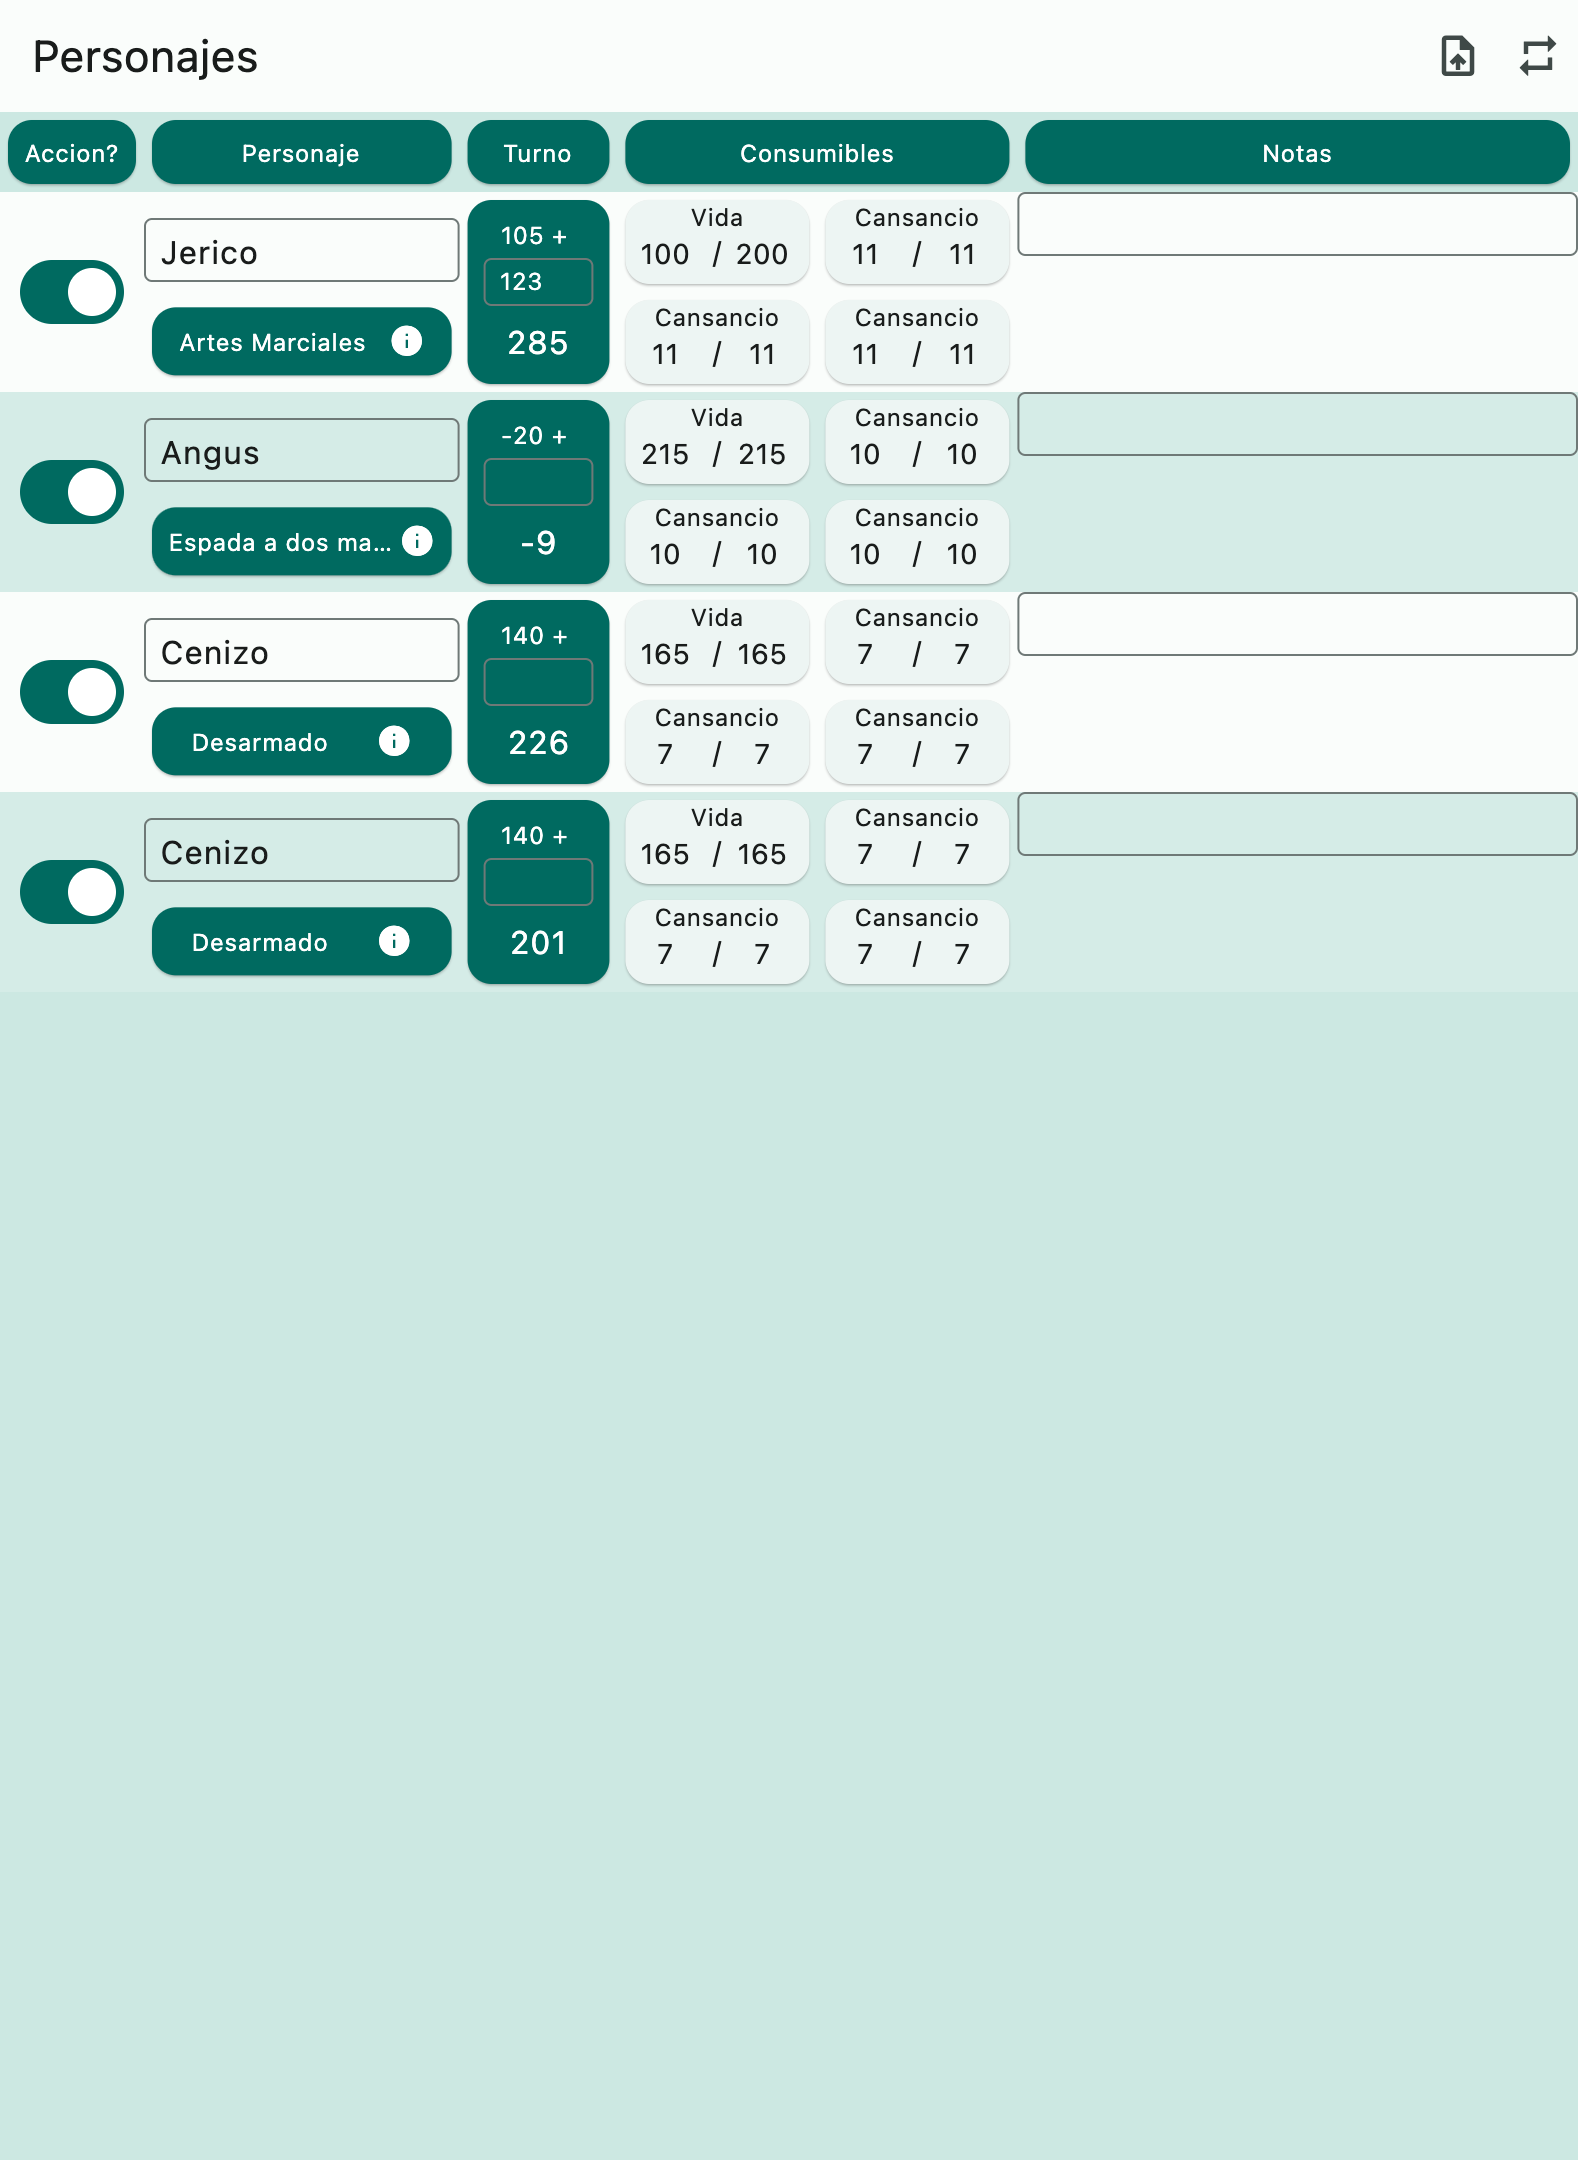 Personajes
Accion? Personaje Turno Consumibles Notas
Jerico
Artes Marciales
105 +
123
285
Vida
100 / 200
Cansancio
11 / 11
Cansancio
11 / 11
Cansancio
11 / 11
Angus
Espada a dos ma...
-20 +
-9
Vida
215 / 215
Cansancio
10 / 10
Cansancio
10 / 10
Cansancio
10 / 10
Cenizo
Desarmado
140 +
226
Vida
165 / 165
Cansancio
7 / 7
Cansancio
7 / 7
Cansancio
7 / 7
Cenizo
Desarmado
140 +
201
Vida
165 / 165
Cansancio
7 / 7
Cansancio
7 / 7
Cansancio
7 / 7